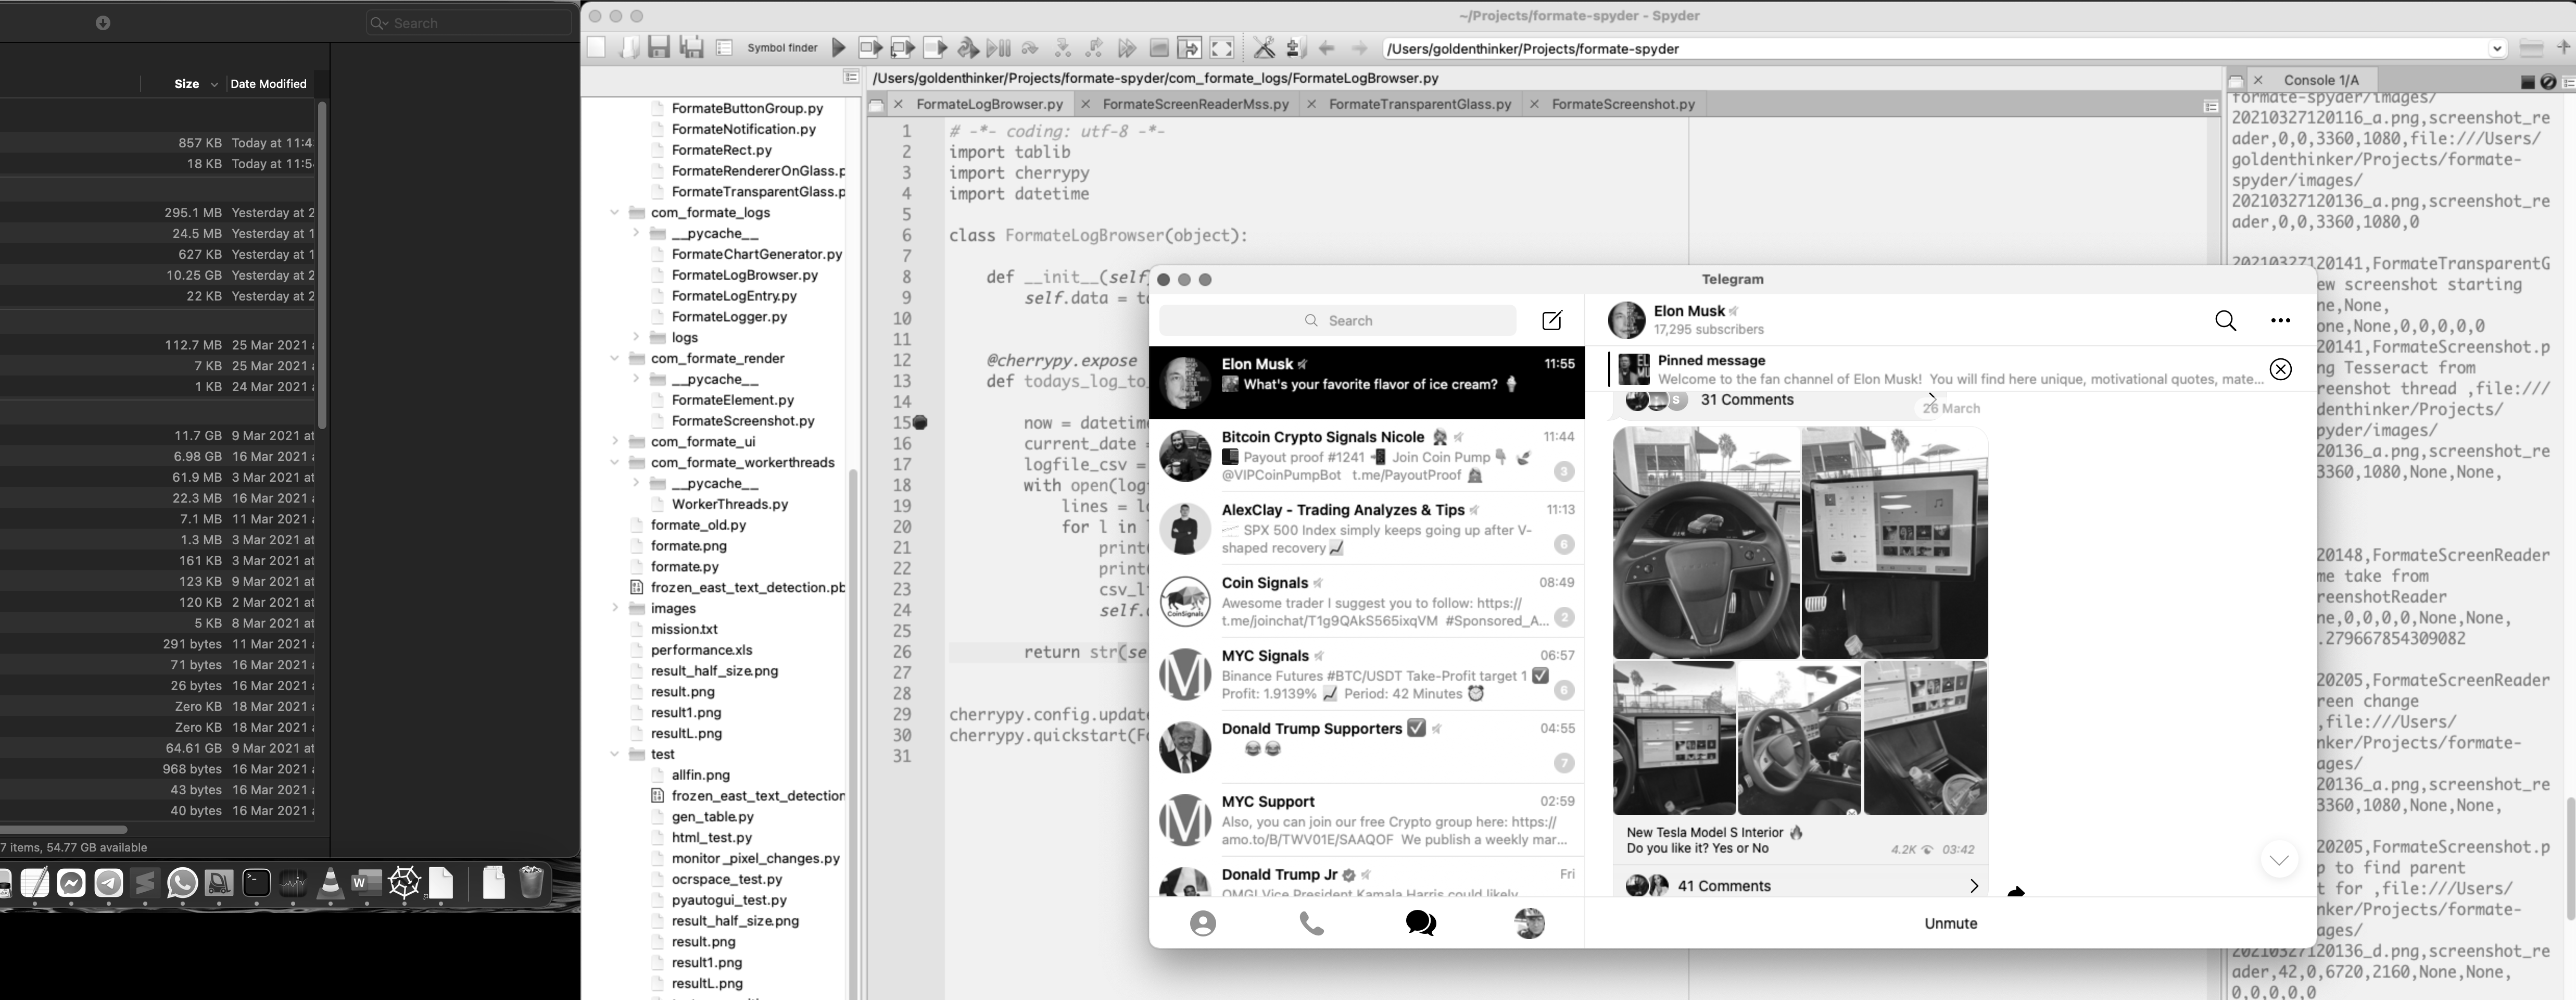 Search
Size
Date Modified
857 KB Today at 11:4
18 KB Today at 11:5
295.1 MB Yesterday at 2
24.5 MB Yesterday at 1
627 KB Yesterday at 1
10.25 GB Yesterday at 2
22 KB Yesterday at 2
112.7 MB 25 Mar 2021
7 KB 25 Mar 2021
1 KB 24 Mar 2021
11.7 GB 9 Mar 2021 at
6.98 GB 16 Mar 2021
61.9 MB 3 Mar 2021 at
22.3 MB 16 Mar 2021
7.1 MB 11 Mar 2021
1.3 MB 3 Mar 2021 at
161 KB 3 Mar 2021 at
123 KB 9 Mar 2021 at
120 KB 2 Mar 2021 at
5 KB 8 Mar 2021 at
291 bytes 11 Mar 2021
71 bytes 16 Mar 2021
26 bytes 16 Mar 2021
Zero KB 18 Mar 2021
Zero KB 18 Mar 2021
64.61 GB 9 Mar 2021 at
968 bytes 16 Mar 2021
43 bytes 16 Mar 2021
40 bytes 16 Mar 2021
7 items, 54.77 GB available
~/Projects/formate-spyder - Spyder
Symbol finder
/Users/goldenthinker/Projects/formate-spyder
FormateButtonGroup.py
FormateNotification.py
FormateRect.py
FormateRendererOnGlass.p
FormateTransparentGlass.p
com_formate_logs
__pycache__
FormateChartGenerator.py
FormateLogBrowser.py
FormateLogEntry.py
FormateLogger.py
logs
com_formate_render
__pycache__
FormateElement.py
FormateScreenshot.py
com_formate_ui
com_formate_workerthreads
__pycache__
WorkerThreads.py
formate_old.py
formate.png
formate.py
frozen_east_text_detection.pb
images
mission.txt
performance.xls
result_half_size.png
result.png
result1.png
resultL.png
test
allfin.png
frozen_east_text_detection
gen_table.py
html_test.py
monitor_pixel_changes.py
ocrspace_test.py
pyautogui_test.py
result_half_size.png
result.png
result1.png
resultL.png
/Users/goldenthinker/Projects/formate-spyder/com_formate_logs/FormateLogBrowser.py
FormateLogBrowser.py
FormateScreenReaderMss.py
FormateTransparentGlass.py
FormateScreenshot.py
1 # -*- coding: utf-8 -*-
2 import tablib
3 import cherrypy
4 import datetime
5
6 class FormateLogBrowser(object):
7
8 def __init__(self
9 self.data = ta
10
11
12 @cherrypy.expose
13 def todays_log_to_
14
15 now = datetime
16 current_date =
17 logfile_csv =
18 with open(log
19 lines = l
20 for l in l
21 print
22 print
23 csv_l
24 self.
25
26 return str(se
27
28
29 cherrypy.config.update
30 cherrypy.quickstart(Fo
31
Telegram
Search
Elon Musk 11:55
What's your favorite flavor of ice cream?
Bitcoin Crypto Signals Nicole 11:44
Payout proof #1241 Join Coin Pump
@VIPCoinPumpBot t.me/PayoutProof 3
AlexClay - Trading Analyzes & Tips 11:13
SPX 500 Index simply keeps going up after V-
shaped recovery 6
Coin Signals 08:49
Awesome trader I suggest you to follow: https://
t.me/joinchat/T1g9QAkS565ixqVM #Sponsored_A... 2
MYC Signals 06:57
Binance Futures #BTC/USDT Take-Profit target 1
Profit: 1.9139% Period: 42 Minutes 6
Donald Trump Supporters 04:55
7
MYC Support 02:59
Also, you can join our free Crypto group here: https://
amo.to/B/TWV01E/SAAQOF We publish a weekly mar...
Donald Trump Jr Fri
OMG! Vice President Kamala Harris could likely
Elon Musk
17,295 subscribers
Pinned message
Welcome to the fan channel of Elon Musk! You will find here unique, motivational quotes, mate...
S 31 Comments
26 March
New Tesla Model S Interior
Do you like it? Yes or No
4.2K 03:42
41 Comments
Unmute
Console 1/A
formate-spyder/images/
20210327120116_a.png,screenshot_re
ader,0,0,3360,1080,file:///Users/
goldenthinker/Projects/formate-
spyder/images/
20210327120136_a.png,screenshot_re
ader,0,0,3360,1080,0
20210327120141,FormateTransparentG
ew screenshot starting
None,
one,None,0,0,0,0,0
20141,FormateScreenshot.p
ng Tesseract from
eenshot thread ,file:///
denthinker/Projects/
pyder/images/
20136_a.png,screenshot_re
3360,1080,None,None,
20148,FormateScreenReader
me take from
eenshotReader
ne,0,0,0,0,None,None,
.279667854309082
20205,FormateScreenReader
reen change
,file:///Users/
nker/Projects/formate-
ages/
20136_a.png,screenshot_re
3360,1080,None,None,
20205,FormateScreenshot.p
p to find parent
t for ,file:///Users/
nker/Projects/formate-
ages/
20210327120136_d.png,screenshot_re
ader,42,0,6720,2160,None,None,
0,0,0,0,0